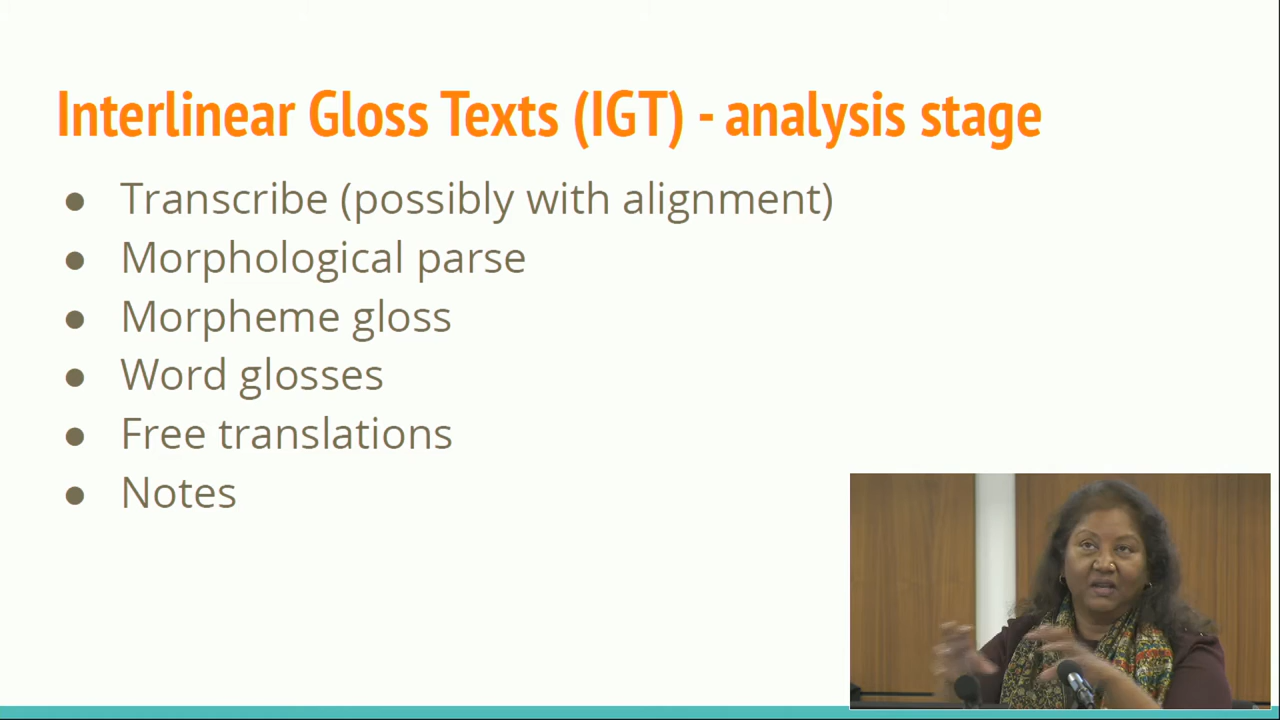 Interlinear Gloss Texts (IGT) - analysis stage
● Transcribe (possibly with alignment)
● Morphological parse
● Morpheme gloss
● Word glosses
● Free translations
● Notes